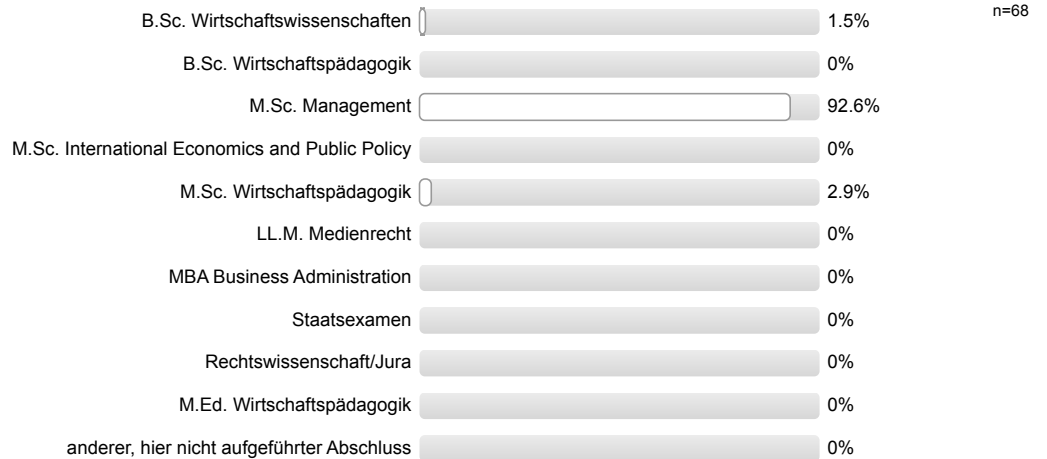 B.Sc. Wirtschaftswissenschaften 1.5% n=68
B.Sc. Wirtschaftspädagogik 0%
M.Sc. Management 92.6%
M.Sc. International Economics and Public Policy 0%
M.Sc. Wirtschaftspädagogik 2.9%
LL.M. Medienrecht 0%
MBA Business Administration 0%
Staatsexamen 0%
Rechtswissenschaft/Jura 0%
M.Ed. Wirtschaftspädagogik 0%
anderer, hier nicht aufgeführter Abschluss 0%